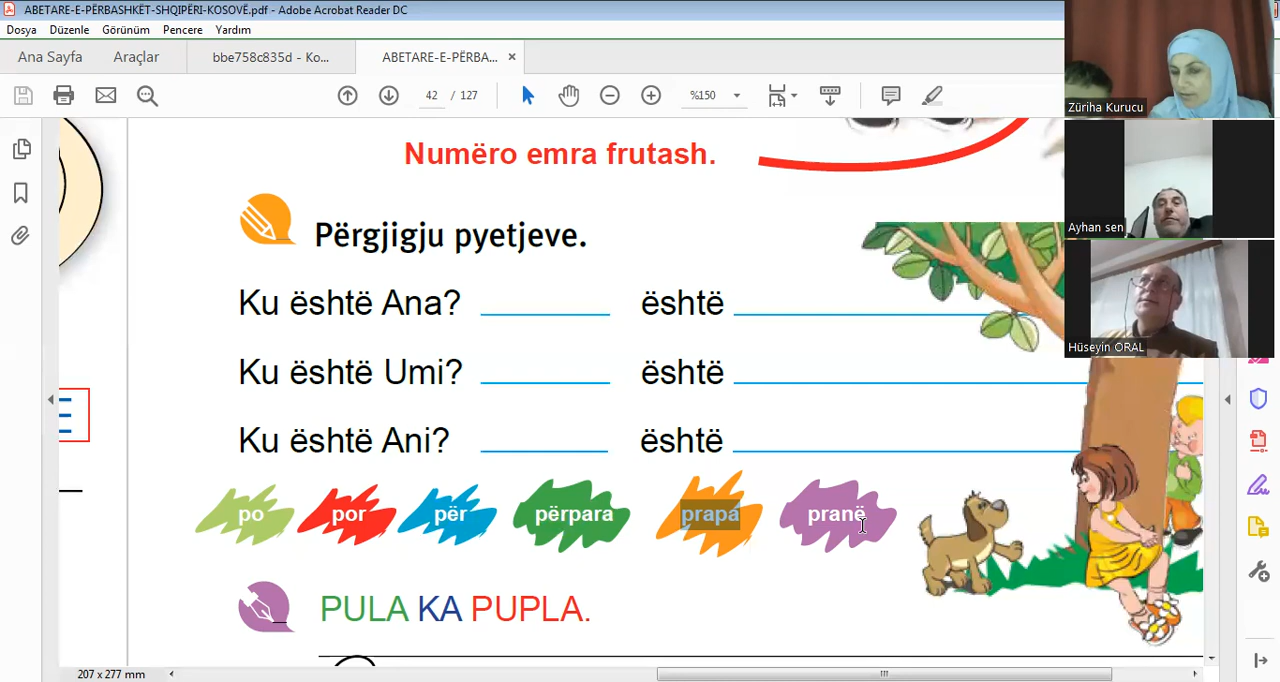 ABETARE-E-PËRBASHKËT-SHQIPËRI-KOSOVË.pdf - Adobe Acrobat Reader DC
Dosya Düzenle Görünüm Pencere Yardım
Ana Sayfa Araçlar bbe758c835d - Ko... ABETARE-E-PËRBA... ×
42 / 127 %150
Züriha Kurucu
Ayhan sen
Hüseyin ORAL
Numëro emra frutash.
Përgjigju pyetjeve.
Ku është Ana? është
Ku është Umi? është
Ku është Ani? është
po por për përpara prapa pranë
PULA KA PUPLA.
207 x 277 mm